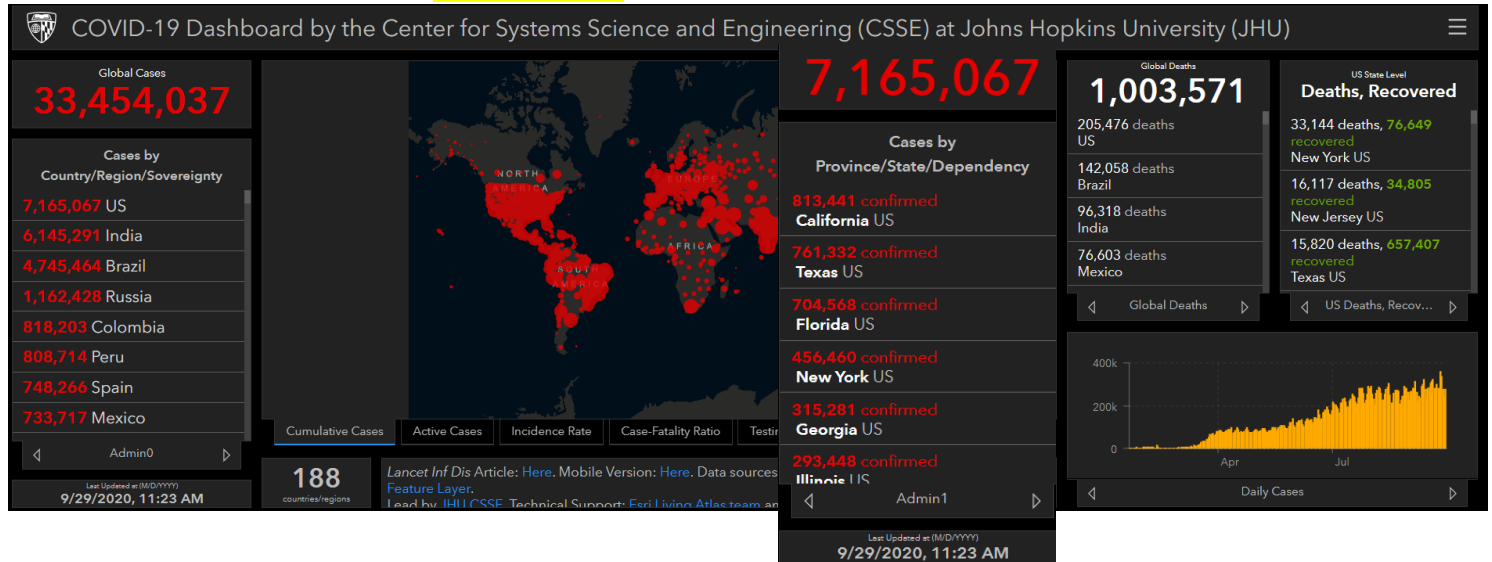 COVID-19 Dashboard by the Center for Systems Science and Engineering (CSSE) at Johns Hopkins University (JHU)
Global Cases
33,454,037
Cases by
Country/Region/Sovereignty
7,165,067 US
6,145,291 India
4,745,464 Brazil
1,162,428 Russia
818,203 Colombia
808,714 Peru
748,266 Spain
733,717 Mexico
Admin0
Last Updated at (M/D/YYYY)
9/29/2020, 11:23 AM
NORTH
AMERICA
SOUTH
AMERICA
EUROPE
AFRICA
Cumulative Cases
Active Cases
Incidence Rate
Case-Fatality Ratio
188
countries/regions
Lancet Inf Dis Article: Here. Mobile Version: Here. Data sources
Feature Layer.
Lead by JHU CSSE. Technical Support: Esri Living Atlas team
7,165,067
Cases by
Province/State/Dependency
813,441 confirmed
California US
761,332 confirmed
Texas US
704,568 confirmed
Florida US
456,460 confirmed
New York US
315,281 confirmed
Georgia US
293,448 confirmed
Illinois US
Admin1
Last Updated at (M/D/YYYY)
9/29/2020, 11:23 AM
Global Deaths
1,003,571
205,476 deaths
US
142,058 deaths
Brazil
96,318 deaths
India
76,603 deaths
Mexico
Global Deaths
US State Level
Deaths, Recovered
33,144 deaths, 76,649
recovered
New York US
16,117 deaths, 34,805
recovered
New Jersey US
15,820 deaths, 657,407
recovered
Texas US
US Deaths, Recov...
400k
200k
0
Apr
Jul
Daily Cases